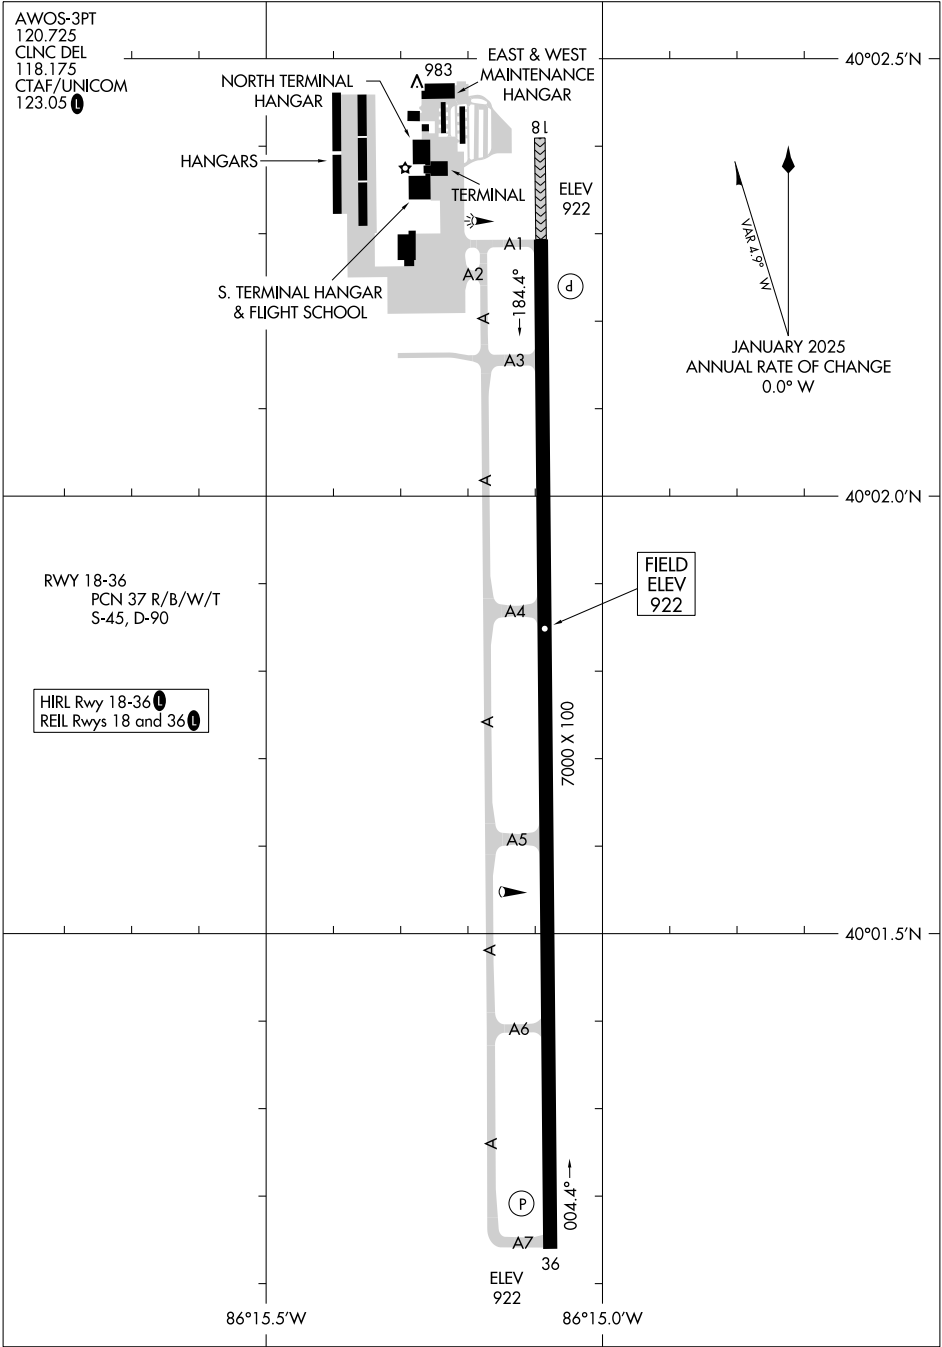 AWOS-3PT
120.725
CLNC DEL
118.175
CTAF/UNICOM
123.05 L
NORTH TERMINAL
HANGAR
983
EAST & WEST
MAINTENANCE
HANGAR
40°02.5'N
HANGARS
TERMINAL
18
ELEV
922
A1
A2
184.4°
P
S. TERMINAL HANGAR
& FLIGHT SCHOOL
A
A3
VAR 4.9° W
JANUARY 2025
ANNUAL RATE OF CHANGE
0.0° W
A
40°02.0'N
RWY 18-36
PCN 37 R/B/W/T
S-45, D-90
FIELD
ELEV
922
A4
HIRL Rwy 18-36 L
REIL Rwys 18 and 36 L
A
7000 X 100
A5
40°01.5'N
A
A6
A
004.4°
P
A7
36
ELEV
922
86°15.5'W
86°15.0'W